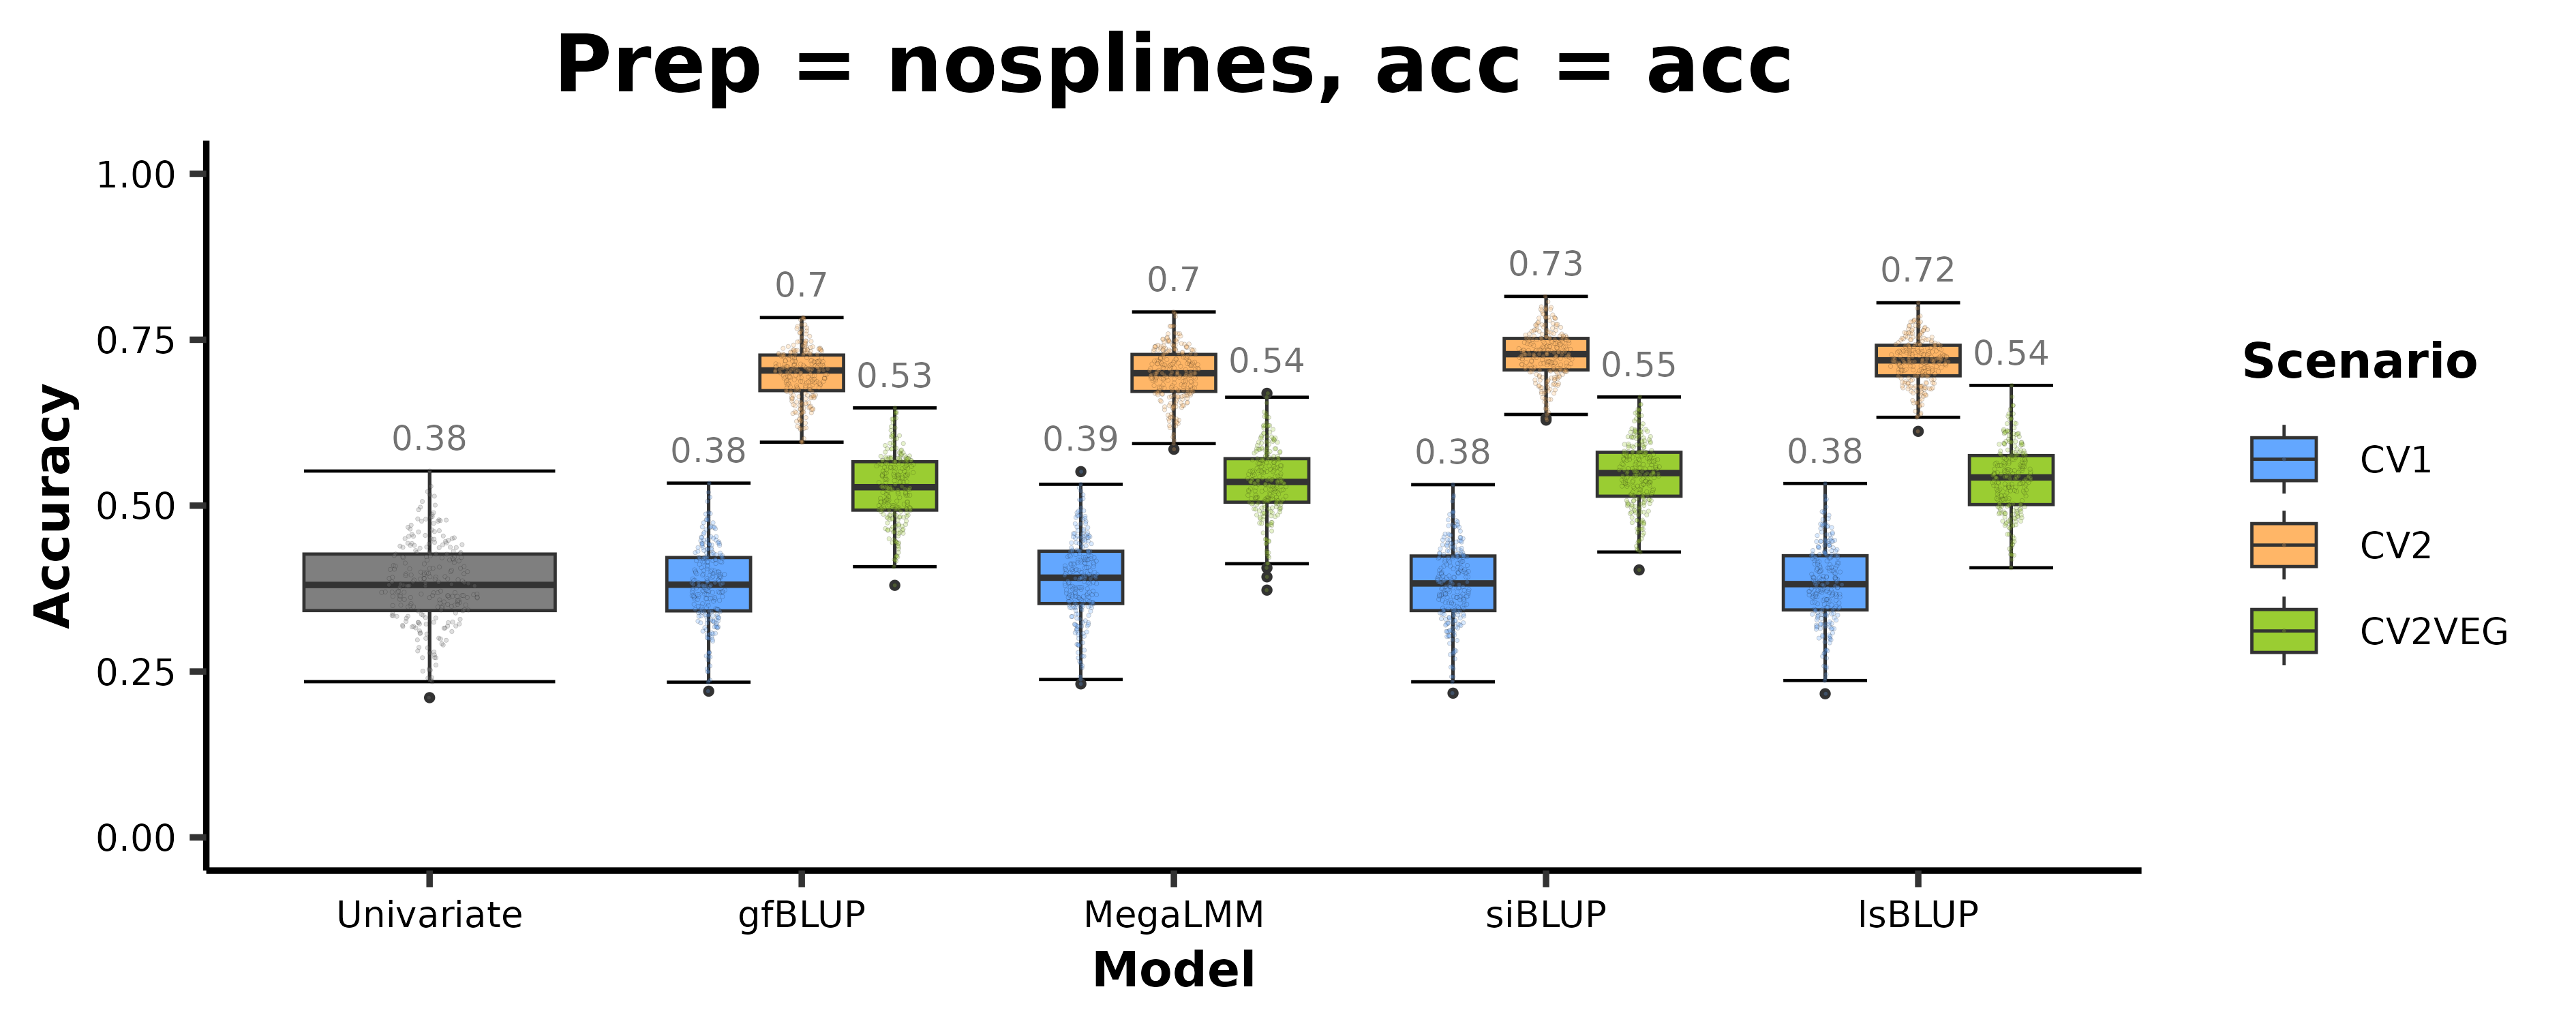 Prep = nosplines, acc = acc
Accuracy
1.00
0.75
0.50
0.25
0.00
0.38
0.38
0.7
0.53
0.39
0.7
0.54
0.38
0.73
0.55
0.38
0.72
0.54
Univariate
gfBLUP
MegaLMM
siBLUP
lsBLUP
Model
Scenario
CV1
CV2
CV2VEG